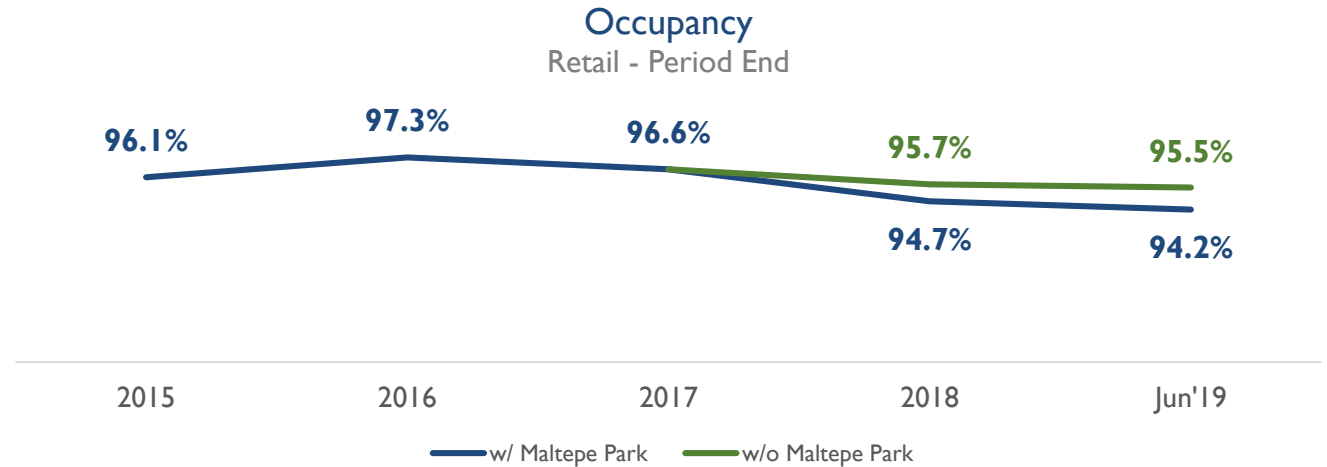 Occupancy
Retail - Period End
96.1%
97.3%
96.6%
95.7%
95.5%
94.7%
94.2%
2015 2016 2017 2018 Jun'19
w/ Maltepe Park w/o Maltepe Park